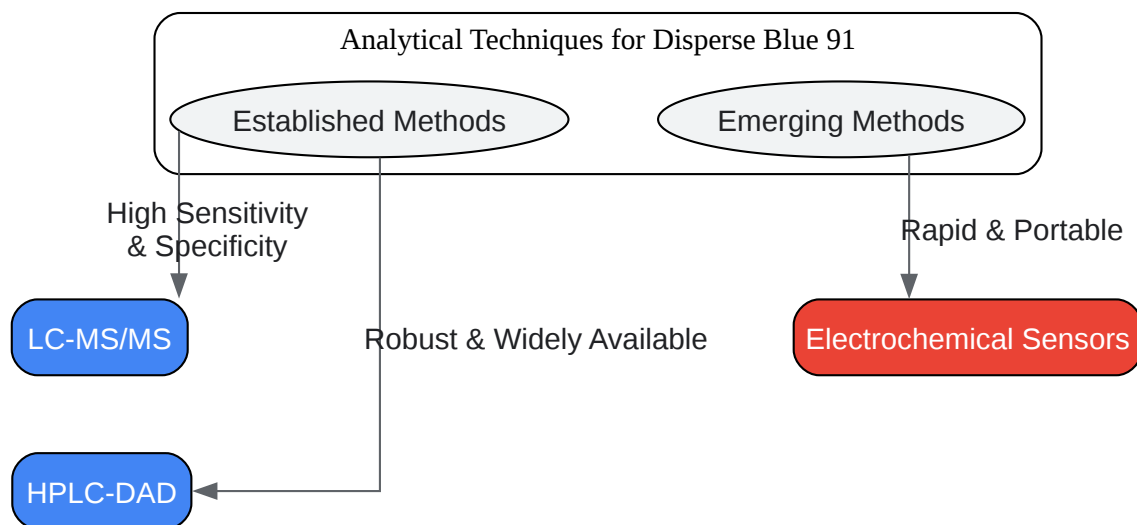 Analytical Techniques for Disperse Blue 91
Established Methods
Emerging Methods
High Sensitivity
& Specificity
Rapid & Portable
LC-MS/MS
Robust & Widely Available
Electrochemical Sensors
HPLC-DAD